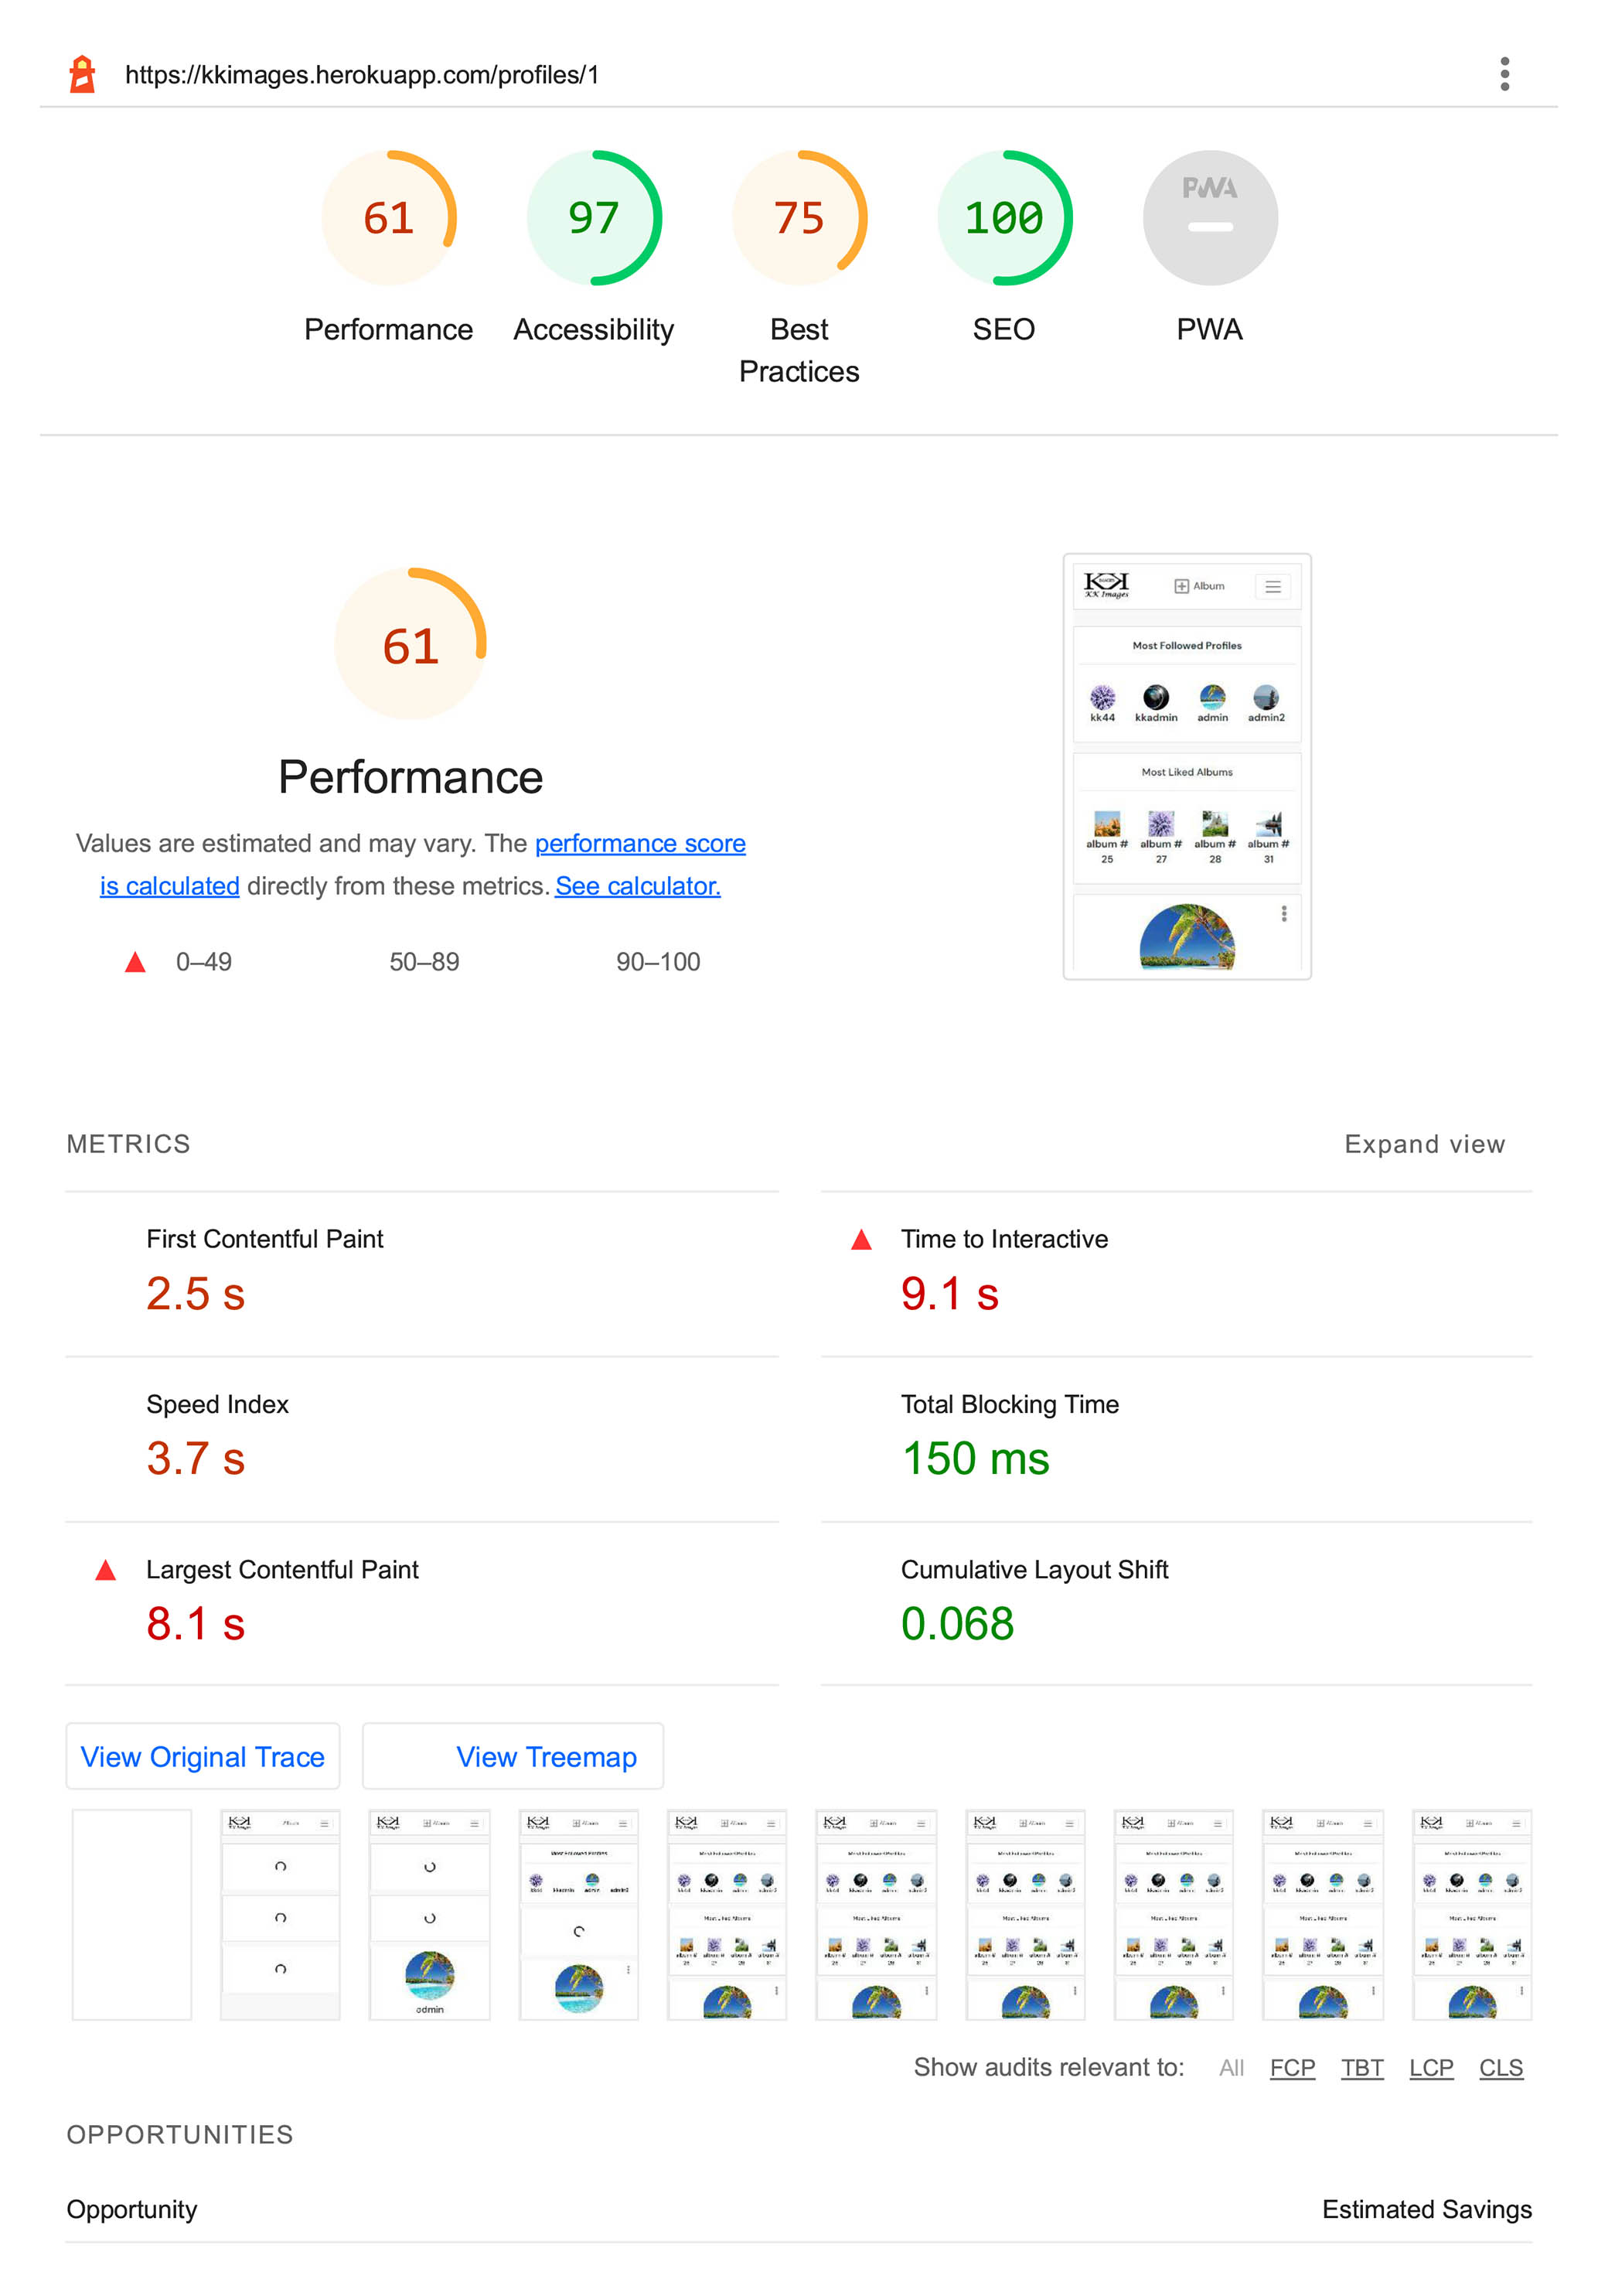 https://kkimages.herokuapp.com/profiles/1
61
97
75
100
PWA
Performance
Accessibility
Best
Practices
SEO
PWA
61
Performance
Values are estimated and may vary. The performance score
is calculated directly from these metrics. See calculator.
0–49
50–89
90–100
KK Images
Album
Most Followed Profiles
kk44
kkadmin
admin
admin2
Most Liked Albums
album #
25
album #
27
album #
28
album #
31
METRICS
Expand view
First Contentful Paint
2.5 s
Time to Interactive
9.1 s
Speed Index
3.7 s
Total Blocking Time
150 ms
Largest Contentful Paint
8.1 s
Cumulative Layout Shift
0.068
View Original Trace
View Treemap
admin
Show audits relevant to: All FCP TBT LCP CLS
OPPORTUNITIES
Opportunity
Estimated Savings